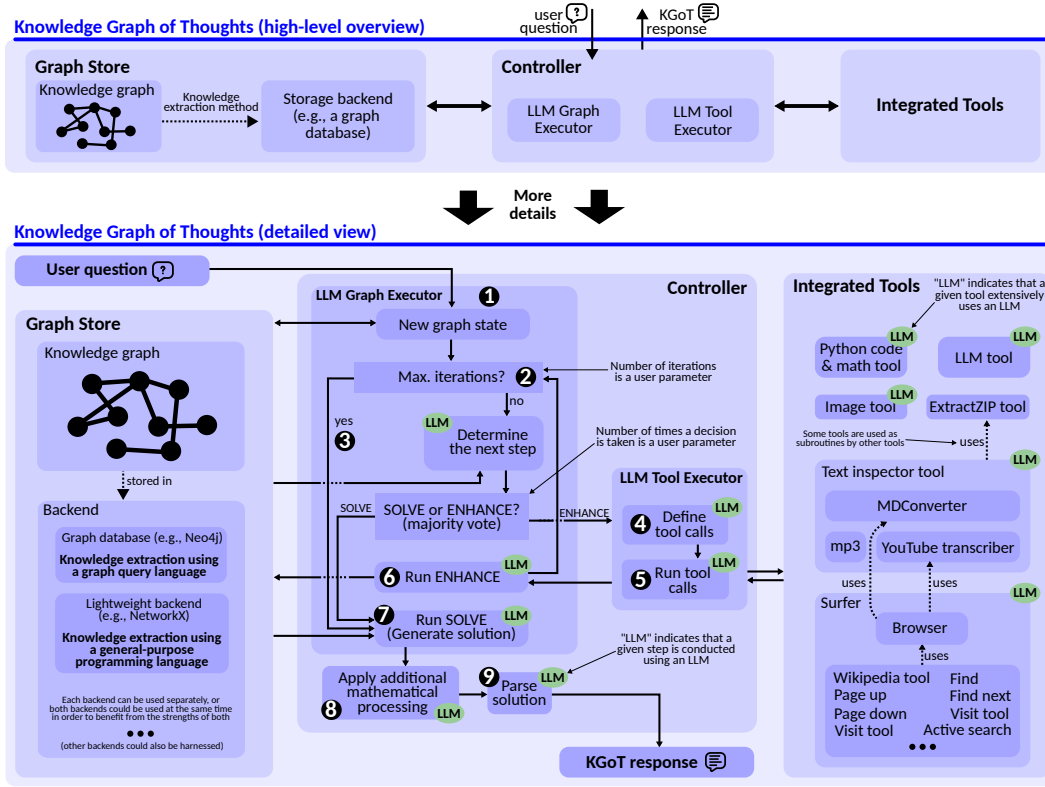 Knowledge Graph of Thoughts (high-level overview)
user
question
?
KGoT
response
Graph Store
Knowledge graph
Knowledge
extraction method
Storage backend
(e.g., a graph
database)
Controller
LLM Graph
Executor
LLM Tool
Executor
Integrated Tools
More
details
Knowledge Graph of Thoughts (detailed view)
User question
?
Graph Store
Knowledge graph
stored in
Backend
Graph database (e.g., Neo4j)
Knowledge extraction using
a graph query language
Lightweight backend
(e.g., NetworkX)
Knowledge extraction using
a general-purpose
programming language
Each backend can be used separately, or
both backends could be used at the same time
in order to benefit from the strengths of both
(other backends could also be harnessed)
Controller
LLM Graph Executor
1
New graph state
Max. iterations?
2
Number of iterations
is a user parameter
no
yes
3
LLM
Determine
the next step
Number of times a decision
is taken is a user parameter
SOLVE
SOLVE or ENHANCE?
(majority vote)
ENHANCE
LLM Tool Executor
4
Define
tool calls
LLM
5
Run tool
calls
LLM
6
Run ENHANCE
LLM
7
Run SOLVE
(Generate solution)
LLM
"LLM" indicates that a
given step is conducted
using an LLM
8
Apply additional
mathematical
processing
LLM
9
Parse
solution
LLM
KGoT response
Integrated Tools
"LLM" indicates that a
given tool extensively
uses an LLM
Python code
& math tool
LLM
LLM tool
LLM
Image tool
LLM
ExtractZIP tool
Some tools are used as
subroutines by other tools
uses
Text inspector tool
LLM
MDConverter
mp3
YouTube transcriber
uses
uses
Surfer
LLM
Browser
uses
Wikipedia tool
Find
Page up
Find next
Page down
Visit tool
Visit tool
Active search